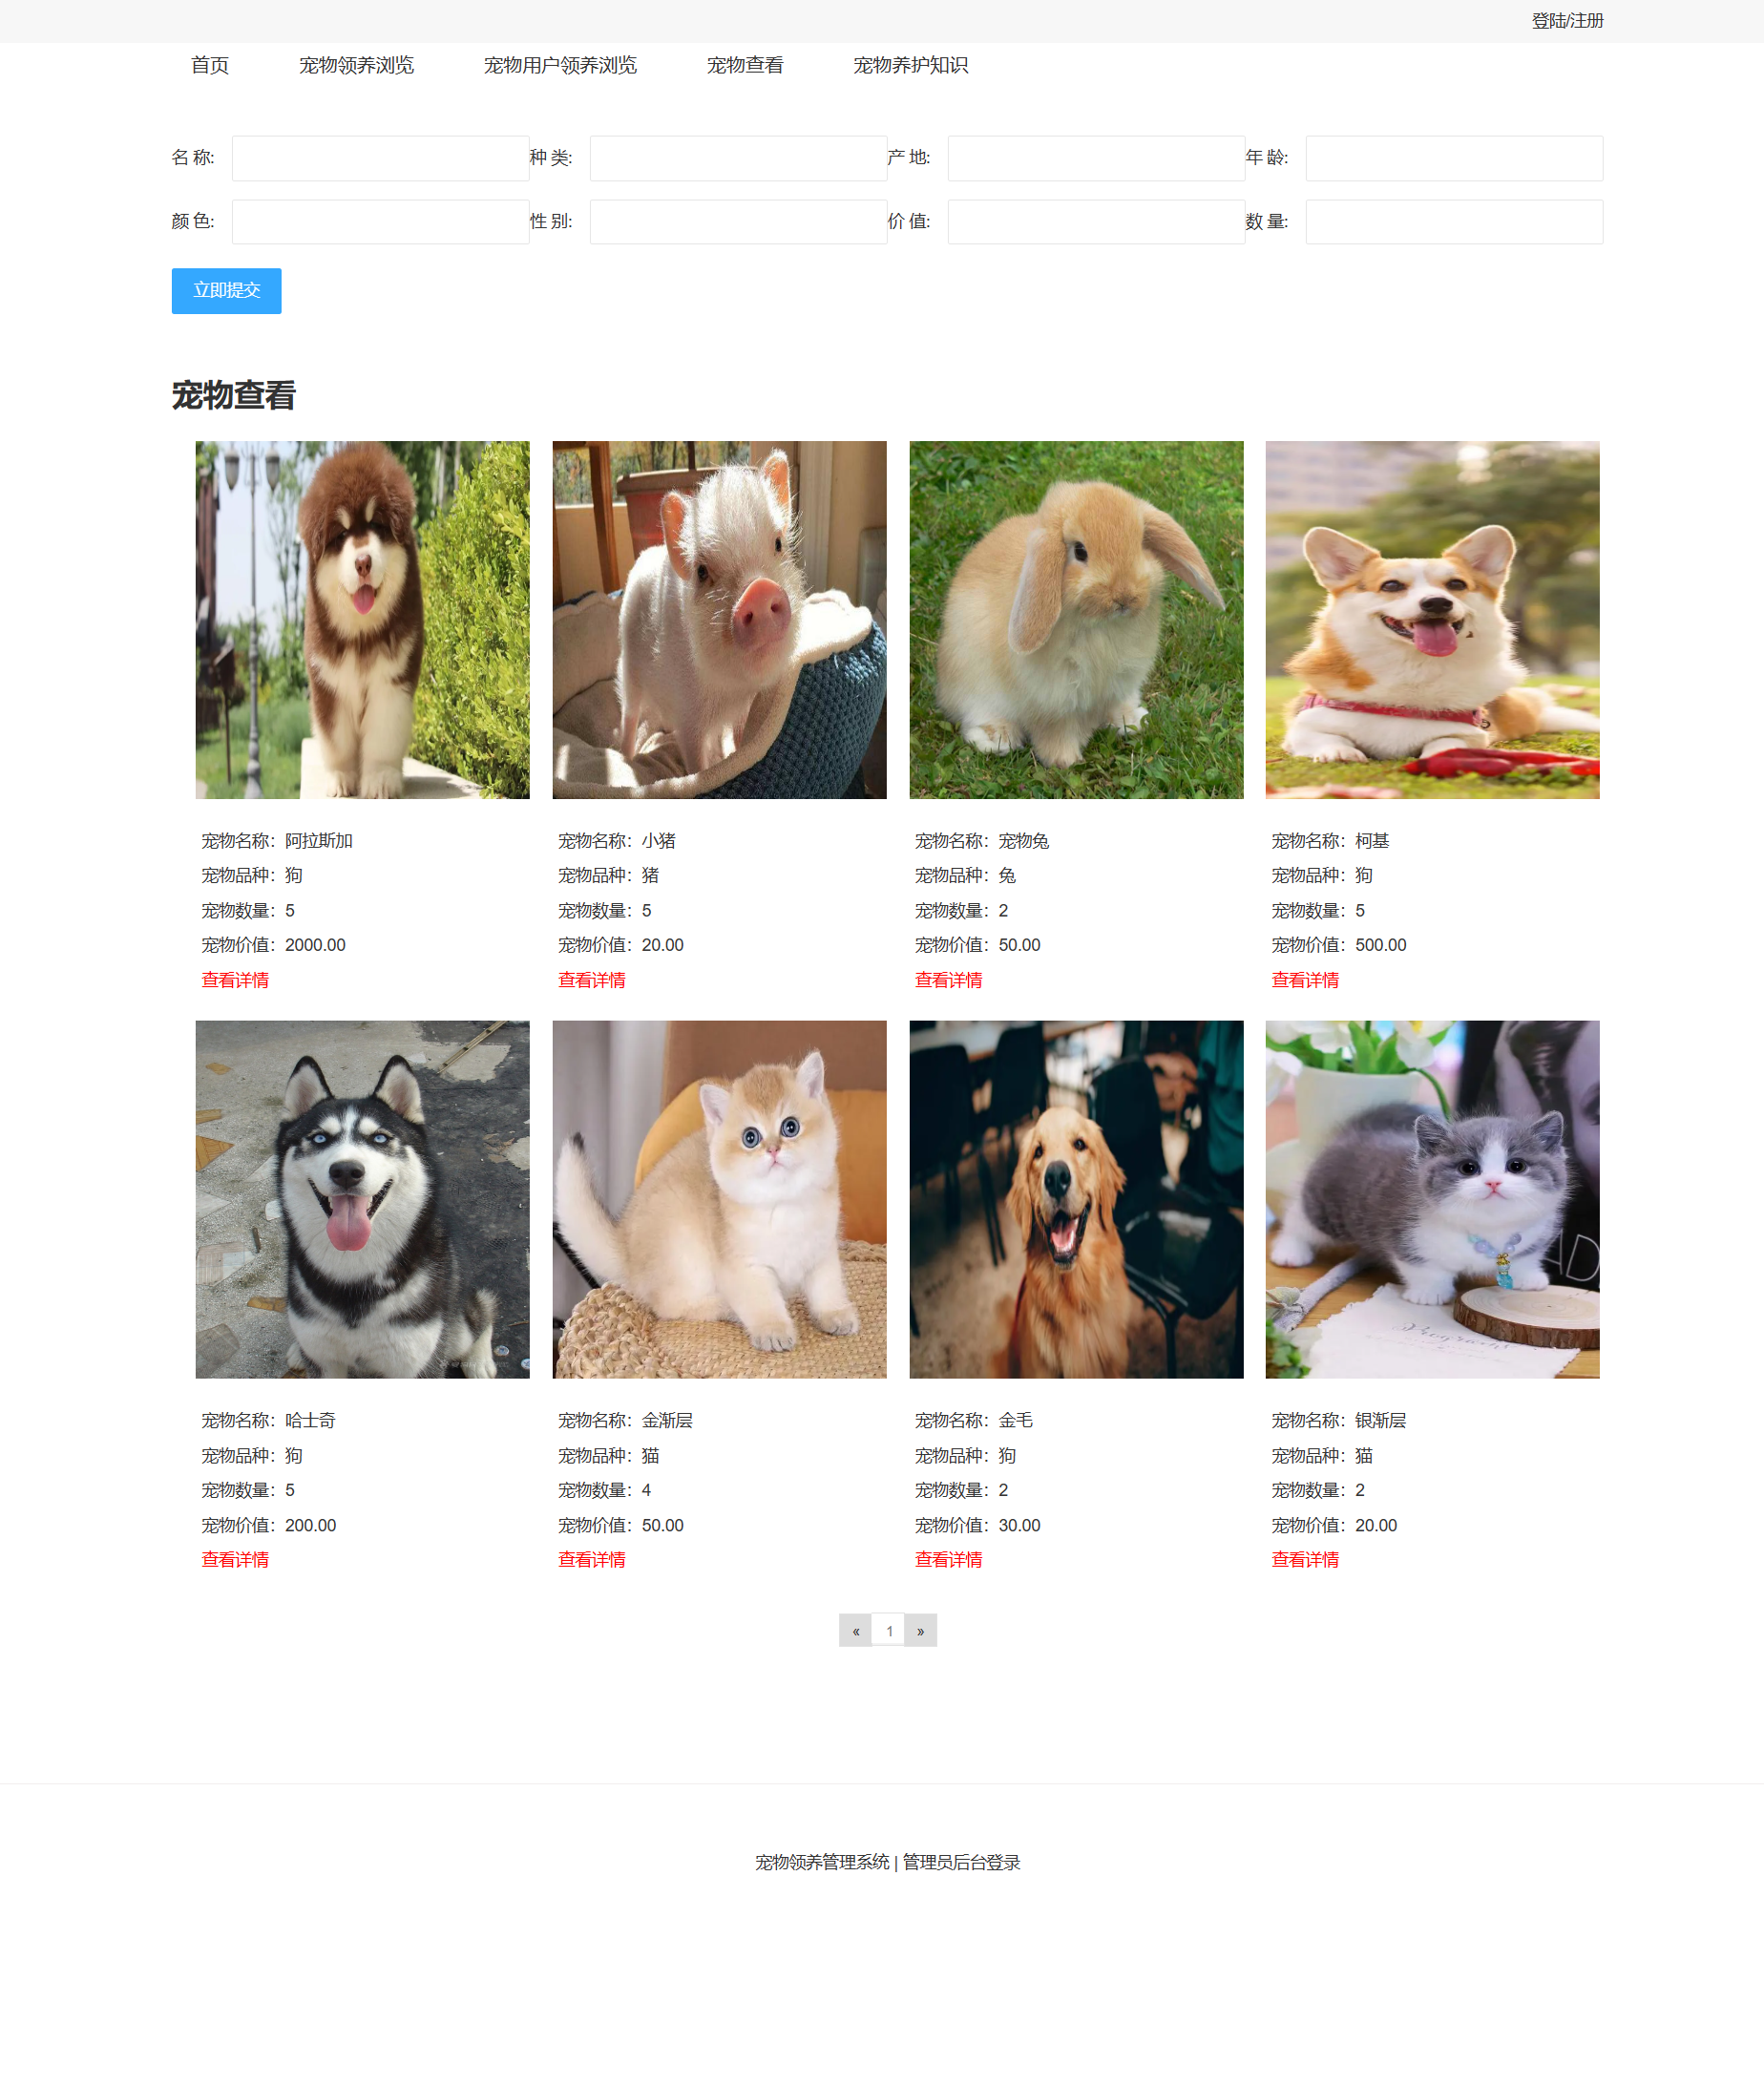 登陆/注册
首页 宠物领养浏览 宠物用户领养浏览 宠物查看 宠物养护知识
名 称: 种 类: 产 地: 年 龄:
颜 色: 性 别: 价 值: 数 量:
立即提交
宠物查看
宠物名称：阿拉斯加 宠物名称：小猪 宠物名称：宠物兔 宠物名称：柯基
宠物品种：狗 宠物品种：猪 宠物品种：兔 宠物品种：狗
宠物数量：5 宠物数量：5 宠物数量：2 宠物数量：5
宠物价值：2000.00 宠物价值：20.00 宠物价值：50.00 宠物价值：500.00
查看详情 查看详情 查看详情 查看详情
宠物名称：哈士奇 宠物名称：金渐层 宠物名称：金毛 宠物名称：银渐层
宠物品种：狗 宠物品种：猫 宠物品种：狗 宠物品种：猫
宠物数量：5 宠物数量：4 宠物数量：2 宠物数量：2
宠物价值：200.00 宠物价值：50.00 宠物价值：30.00 宠物价值：20.00
查看详情 查看详情 查看详情 查看详情
« 1 »
宠物领养管理系统 | 管理员后台登录